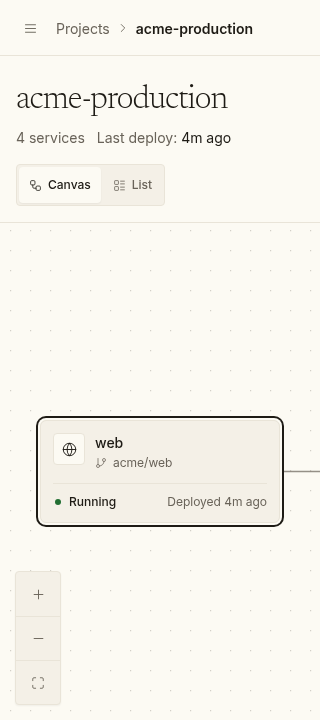 Projects > acme-production
acme-production
4 services Last deploy: 4m ago
Canvas List
web
acme/web
Running Deployed 4m ago